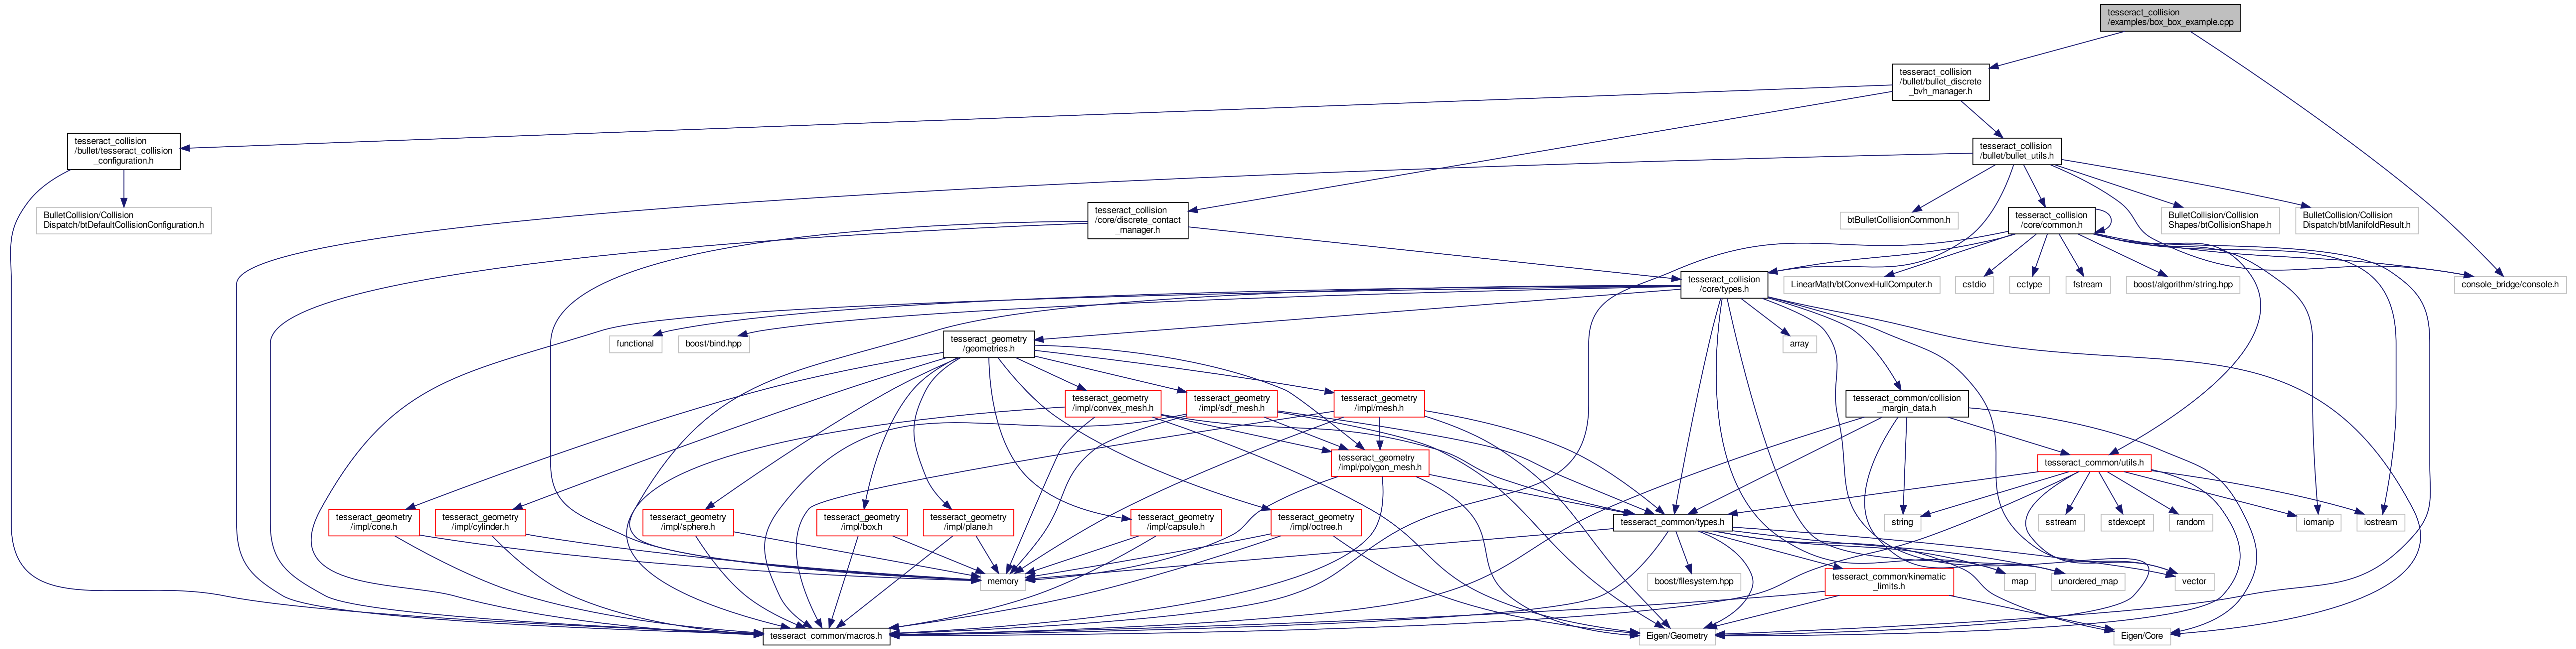 tesseract_collision
/examples/box_box_example.cpp
tesseract_collision
/bullet/bullet_discrete
_bvh_manager.h
tesseract_collision
/bullet/tesseract_collision
_configuration.h
tesseract_collision
/bullet/bullet_utils.h
BulletCollision/Collision
Dispatch/btDefaultCollisionConfiguration.h
tesseract_collision
/core/discrete_contact
_manager.h
btBulletCollisionCommon.h
tesseract_collision
/core/common.h
BulletCollision/Collision
Shapes/btCollisionShape.h
BulletCollision/Collision
Dispatch/btManifoldResult.h
tesseract_collision
/core/types.h
LinearMath/btConvexHullComputer.h
cstdio
cctype
fstream
boost/algorithm/string.hpp
console_bridge/console.h
functional
boost/bind.hpp
tesseract_geometry
/geometries.h
array
tesseract_geometry
/impl/convex_mesh.h
tesseract_geometry
/impl/sdf_mesh.h
tesseract_geometry
/impl/mesh.h
tesseract_common/collision
_margin_data.h
tesseract_geometry
/impl/polygon_mesh.h
tesseract_common/utils.h
tesseract_geometry
/impl/cone.h
tesseract_geometry
/impl/cylinder.h
tesseract_geometry
/impl/sphere.h
tesseract_geometry
/impl/box.h
tesseract_geometry
/impl/plane.h
tesseract_geometry
/impl/capsule.h
tesseract_geometry
/impl/octree.h
tesseract_common/types.h
string
sstream
stdexcept
random
iomanip
iostream
memory
boost/filesystem.hpp
tesseract_common/kinematic
_limits.h
map
unordered_map
vector
tesseract_common/macros.h
Eigen/Geometry
Eigen/Core